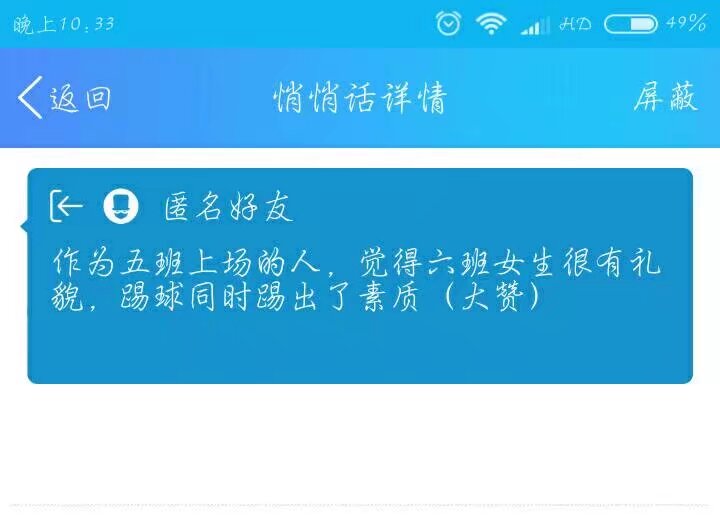 晚上10:33 HD 49%
返回 悄悄话详情 屏蔽
匿名好友
作为五班上场的人，觉得六班女生很有礼
貌，踢球同时踢出了素质（大赞）